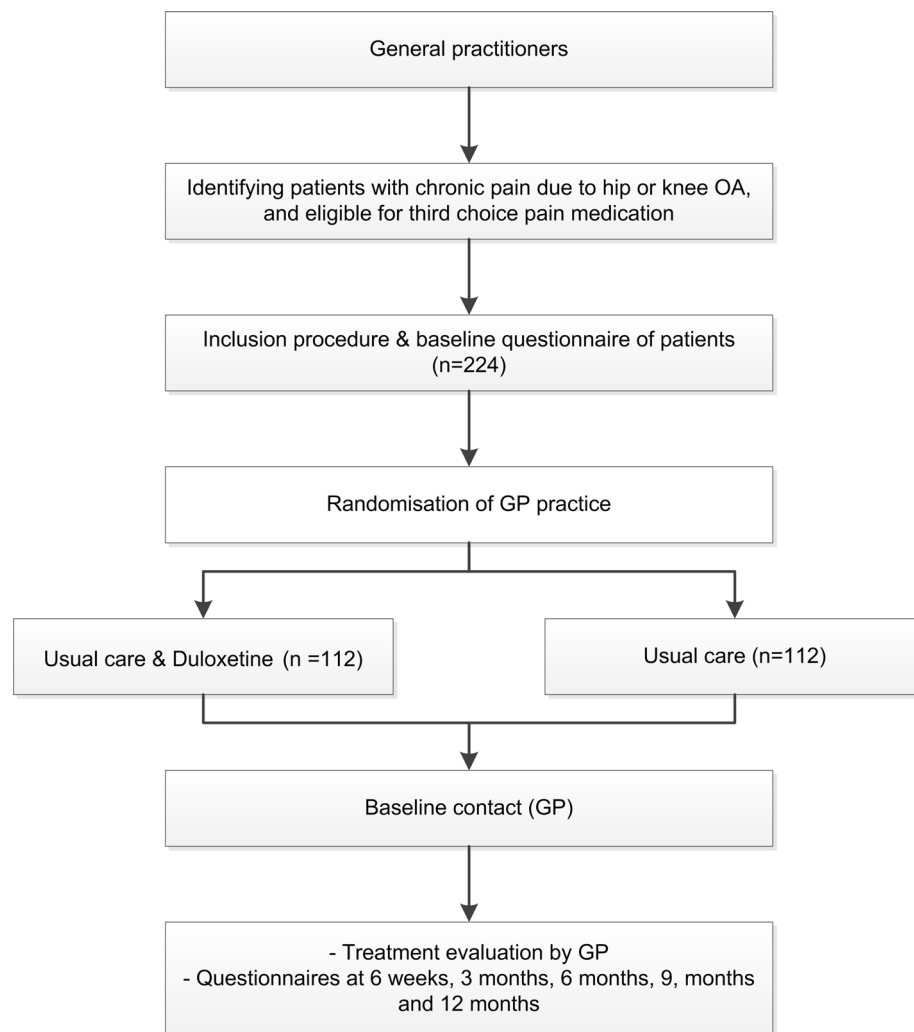 General practitioners
Identifying patients with chronic pain due to hip or knee OA,
and eligible for third choice pain medication
Inclusion procedure & baseline questionnaire of patients
(n=224)
Randomisation of GP practice
Usual care & Duloxetine (n =112)
Usual care (n=112)
Baseline contact (GP)
- Treatment evaluation by GP
- Questionnaires at 6 weeks, 3 months, 6 months, 9, months
and 12 months